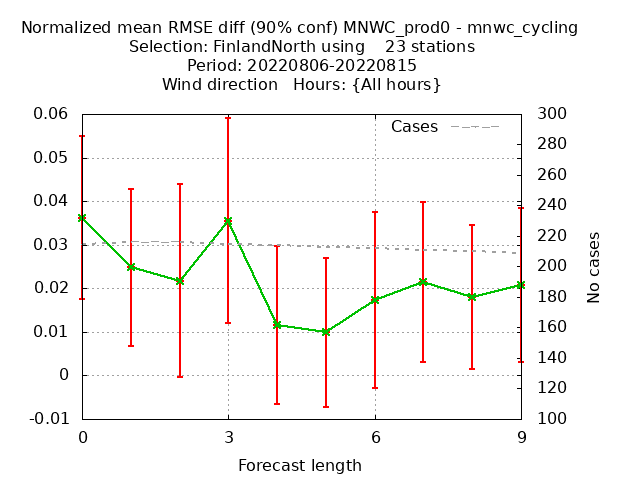 Normalized mean RMSE diff (90% conf) MNWC_prod0 - mnwc_cycling
Selection: FinlandNorth using 23 stations
Period: 20220806-20220815
Wind direction Hours: {All hours}
0.06
0.05
0.04
0.03
0.02
0.01
0
-0.01
Cases
300
280
260
240
220
200
180
160
140
120
100
No cases
0 3 6 9
Forecast length